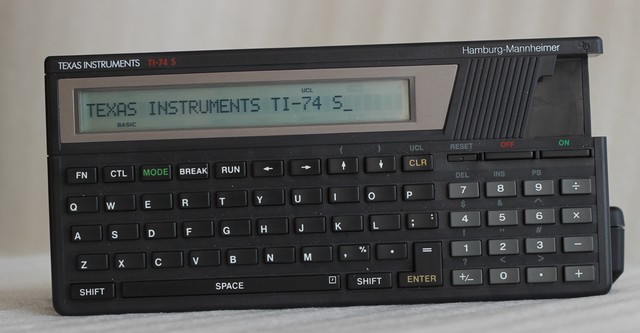 Hamburg-Mannheimer
TEXAS INSTRUMENTS TI-74 S
UCL
TEXAS INSTRUMENTS TI-74 S_
BASIC
( ) UCL RESET OFF ON
FN CTL MODE BREAK RUN ← → ↑ ↓ CLR
DEL INS PB
7 8 9 ÷
Q W E R T Y U I O P
$ & ^
4 5 6 ×
A S D F G H J K L ; :
! " #
1 2 3 −
Z X C V B N M , % . =
? < >
+/− 0 . +
SHIFT SPACE SHIFT ENTER